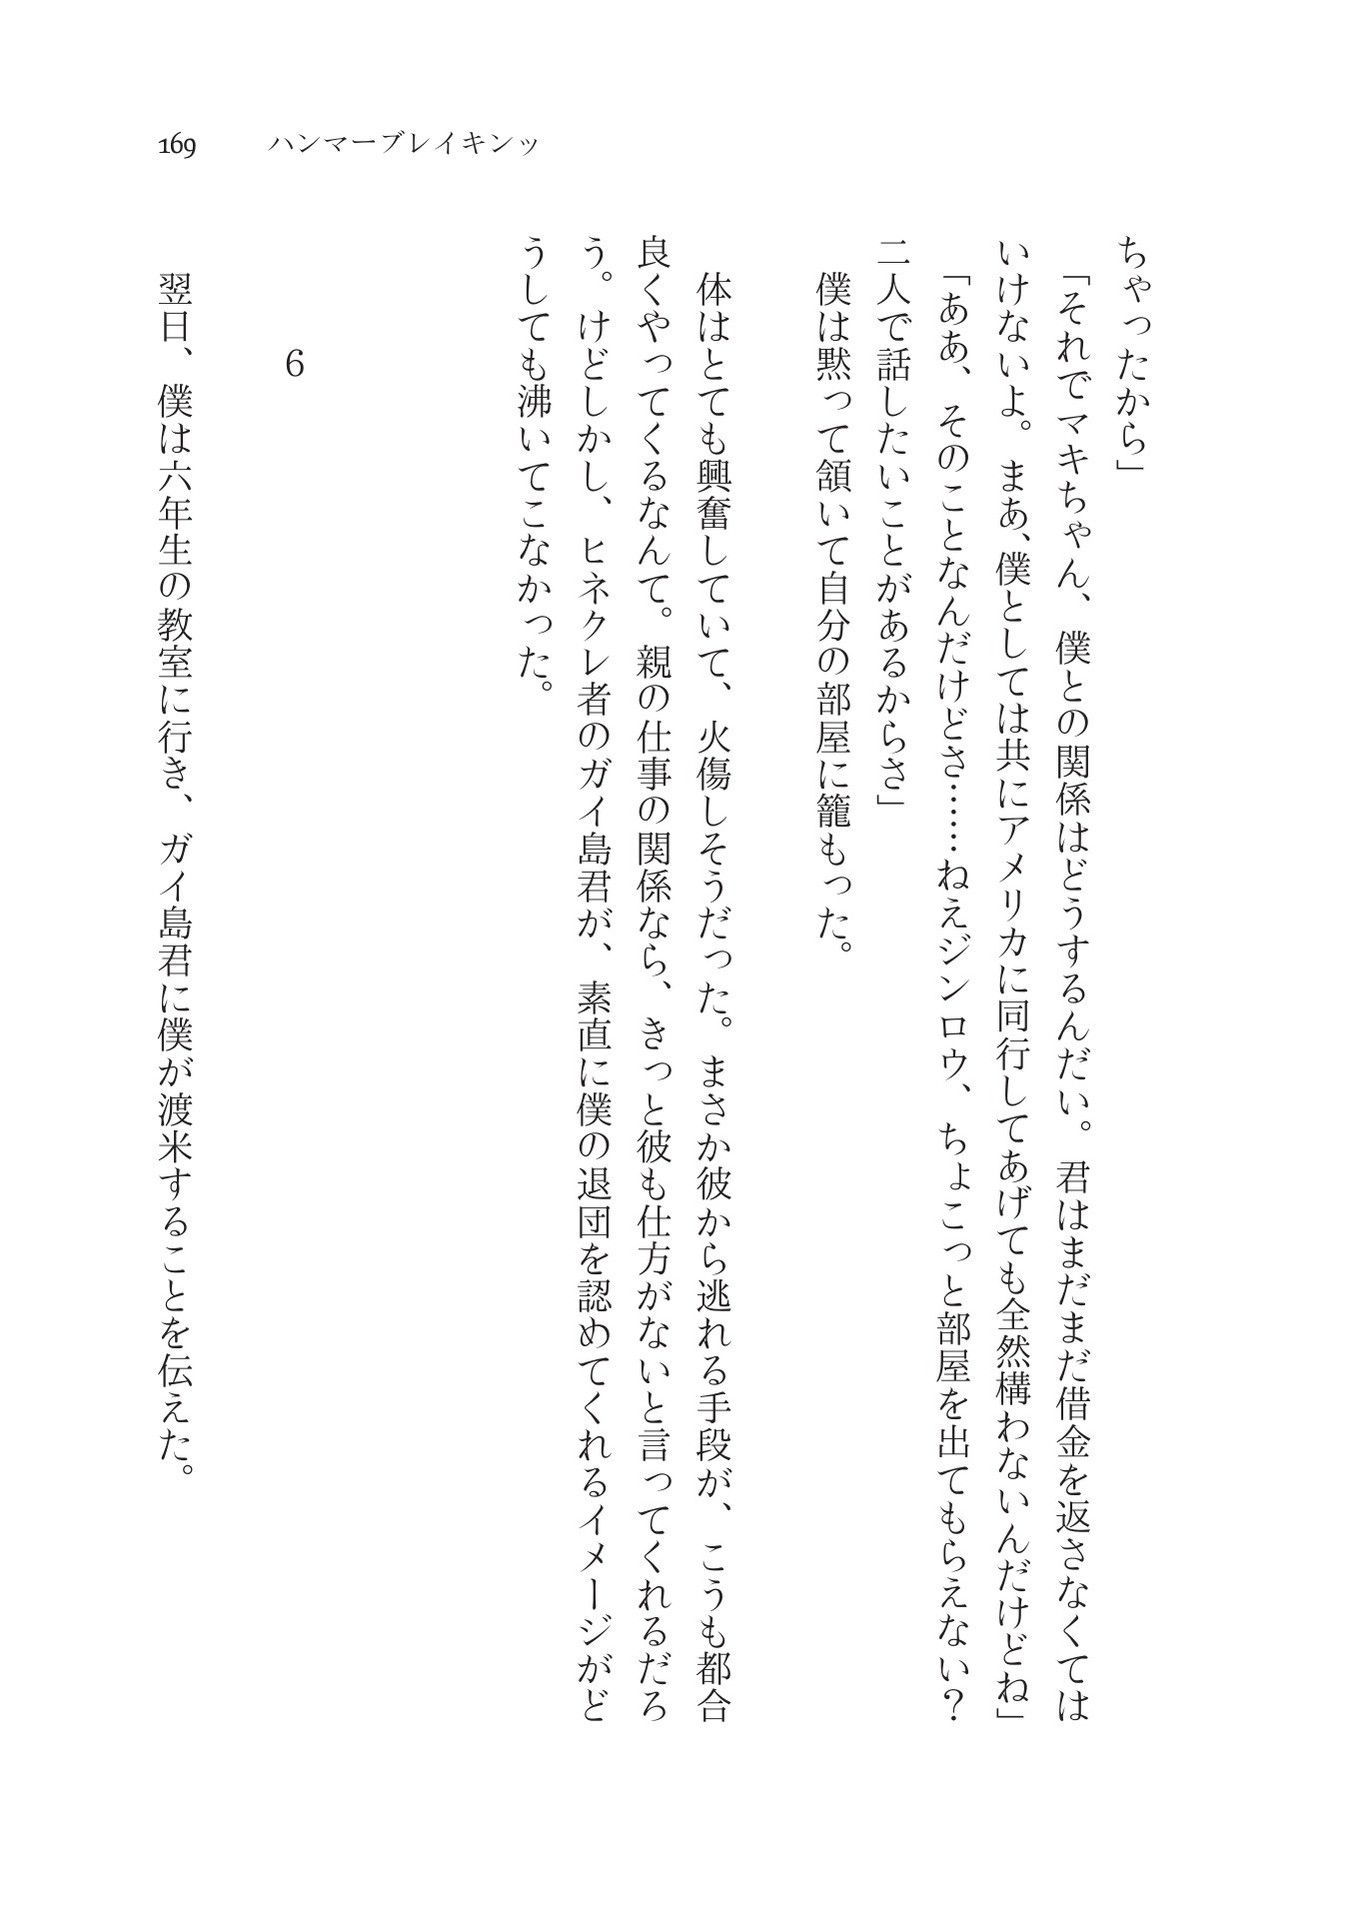 169 ハンマーブレイキンッ
ちゃったから」
「それでマキちゃん、僕との関係はどうするんだい。君はまだまだ借金を返さなくては
いけないよ。まあ、僕としては共にアメリカに同行してあげても全然構わないんだけどね」
「ああ、そのことなんだけどさ……ねえジンロウ、ちょこっと部屋を出てもらえない？
二人で話したいことがあるからさ」
僕は黙って頷いて自分の部屋に籠もった。
体はとても興奮していて、火傷しそうだった。まさか彼から逃れる手段が、こうも都合
良くやってくるなんて。親の仕事の関係なら、きっと彼も仕方がないと言ってくれるだろ
う。けどしかし、ヒネクレ者のガイ島君が、素直に僕の退団を認めてくれるイメージがど
うしても沸いてこなかった。
6
翌日、僕は六年生の教室に行き、ガイ島君に僕が渡米することを伝えた。